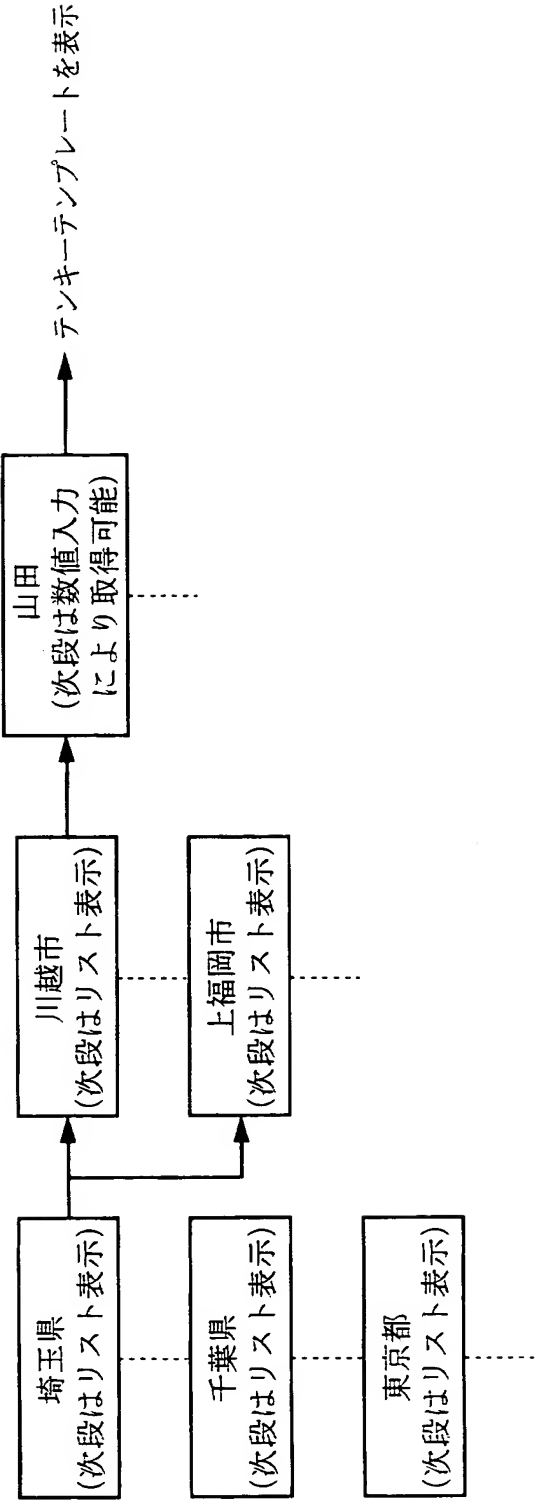 埼玉県
(次段はリスト表示)
千葉県
(次段はリスト表示)
東京都
(次段はリスト表示)
川越市
(次段はリスト表示)
上福岡市
(次段はリスト表示)
山田
(次段は数値入力
により取得可能)
テンキーテンプレートを表示